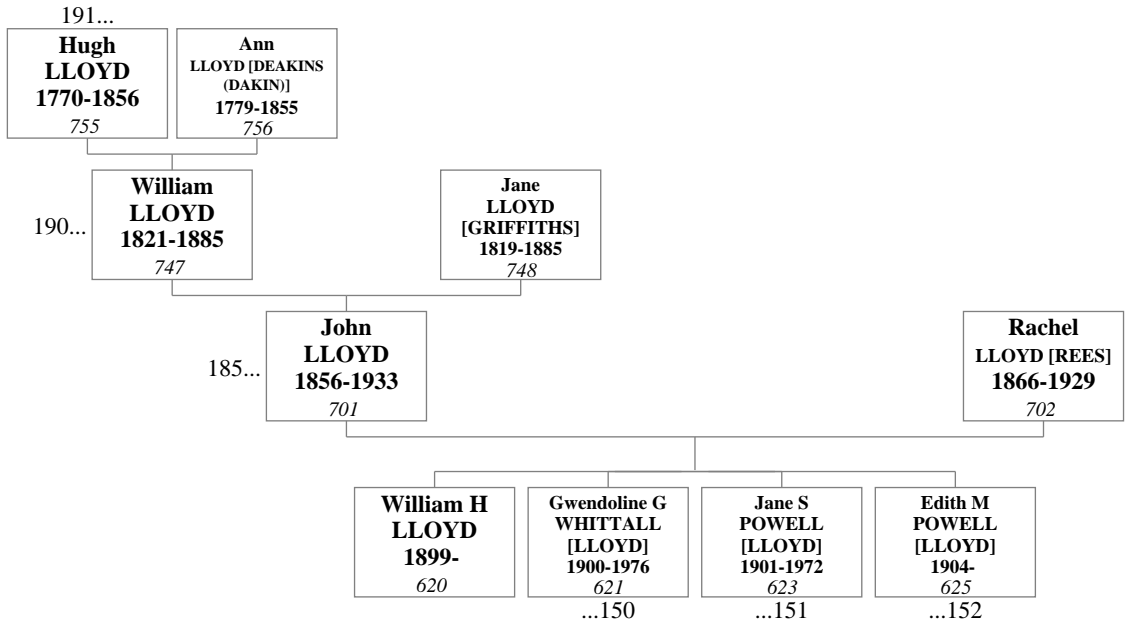 191...
Hugh
LLOYD
1770-1856
755
Ann
LLOYD [DEAKINS
(DAKIN)]
1779-1855
756
190...
William
LLOYD
1821-1885
747
Jane
LLOYD
[GRIFFITHS]
1819-1885
748
185...
John
LLOYD
1856-1933
701
Rachel
LLOYD [REES]
1866-1929
702
William H
LLOYD
1899-
620
Gwendoline G
WHITTALL
[LLOYD]
1900-1976
621
...150
Jane S
POWELL
[LLOYD]
1901-1972
623
...151
Edith M
POWELL
[LLOYD]
1904-
625
...152